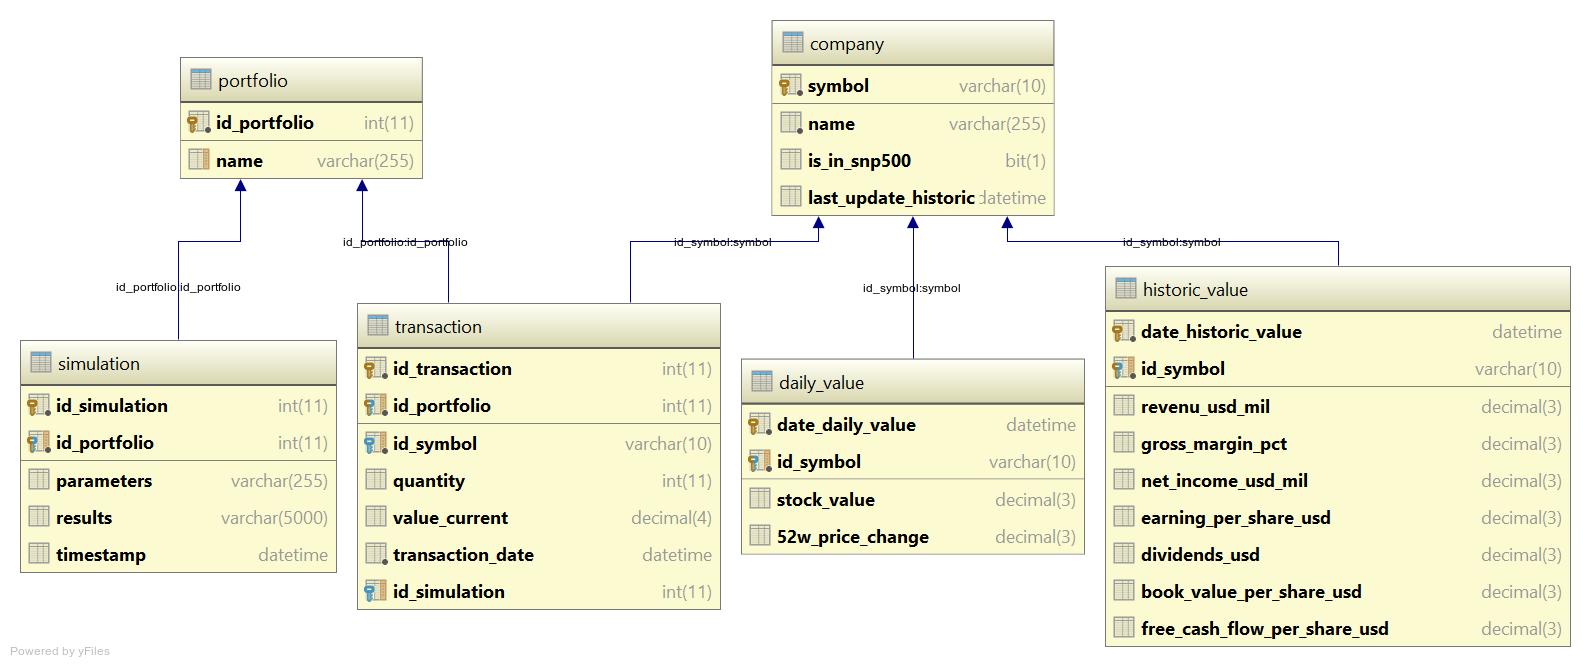 portfolio
id_portfolio int(11)
name varchar(255)
company
symbol varchar(10)
name varchar(255)
is_in_snp500 bit(1)
last_update_historic datetime
id_portfolio:id_portfolio
id_portfolio:id_portfolio
id_symbol:symbol
id_symbol:symbol
id_symbol:symbol
simulation
id_simulation int(11)
id_portfolio int(11)
parameters varchar(255)
results varchar(5000)
timestamp datetime
transaction
id_transaction int(11)
id_portfolio int(11)
id_symbol varchar(10)
quantity int(11)
value_current decimal(4)
transaction_date datetime
id_simulation int(11)
daily_value
date_daily_value datetime
id_symbol varchar(10)
stock_value decimal(3)
52w_price_change decimal(3)
historic_value
date_historic_value datetime
id_symbol varchar(10)
revenu_usd_mil decimal(3)
gross_margin_pct decimal(3)
net_income_usd_mil decimal(3)
earning_per_share_usd decimal(3)
dividends_usd decimal(3)
book_value_per_share_usd decimal(3)
free_cash_flow_per_share_usd decimal(3)
Powered by yFiles